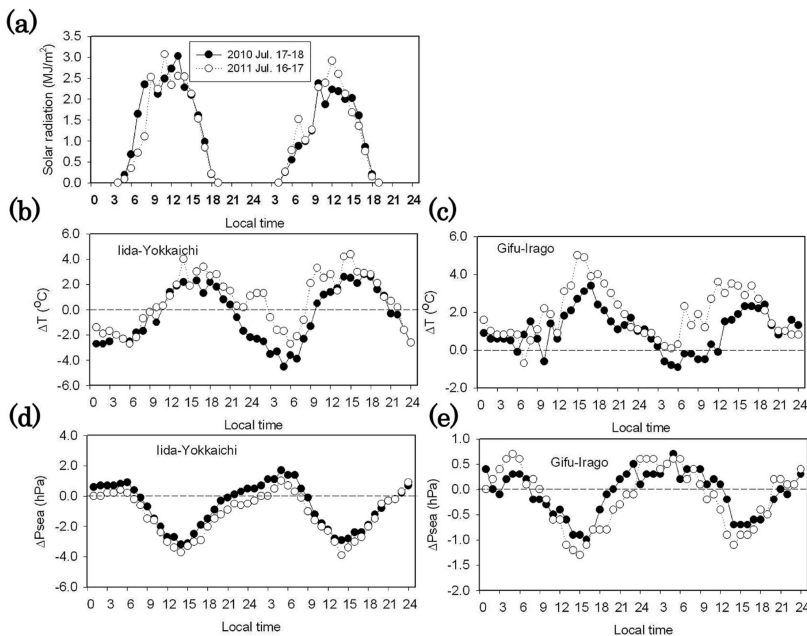 (a)
3.5
3.0
2.5
2.0
1.5
1.0
0.5
0.0
Solar radiation (MJ/m²)
2010 Jul. 17-18
2011 Jul. 16-17
0 3 6 9 12 15 18 21 24 3 6 9 12 15 18 21 24
Local time
(b)
Iida-Yokkaichi
6.0
4.0
2.0
0.0
-2.0
-4.0
-6.0
ΔT (°C)
0 3 6 9 12 15 18 21 24 3 6 9 12 15 18 21 24
Local time
(c)
Gifu-Irago
6.0
4.0
2.0
0.0
-2.0
ΔT (°C)
0 3 6 9 12 15 18 21 24 3 6 9 12 15 18 21 24
Local time
(d)
Iida-Yokkaichi
4.0
2.0
0.0
-2.0
-4.0
-6.0
ΔPsea (hPa)
0 3 6 9 12 15 18 21 24 3 6 9 12 15 18 21 24
Local time
(e)
Gifu-Irago
1.0
0.5
0.0
-0.5
-1.0
-1.5
-2.0
ΔPsea (hPa)
0 3 6 9 12 15 18 21 24 3 6 9 12 15 18 21 24
Local time